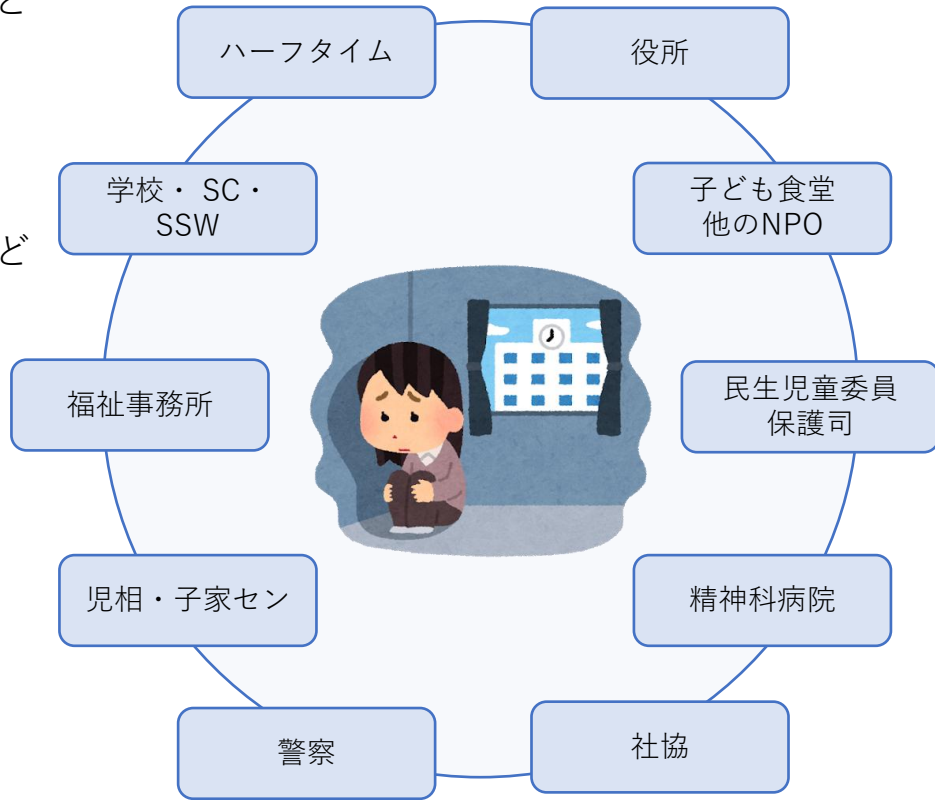 ど
ハーフタイム
役所
学校・ SC・
SSW
子ども食堂
他のNPO
ど
福祉事務所
民生児童委員
保護司
児相・子家セン
精神科病院
警察
社協